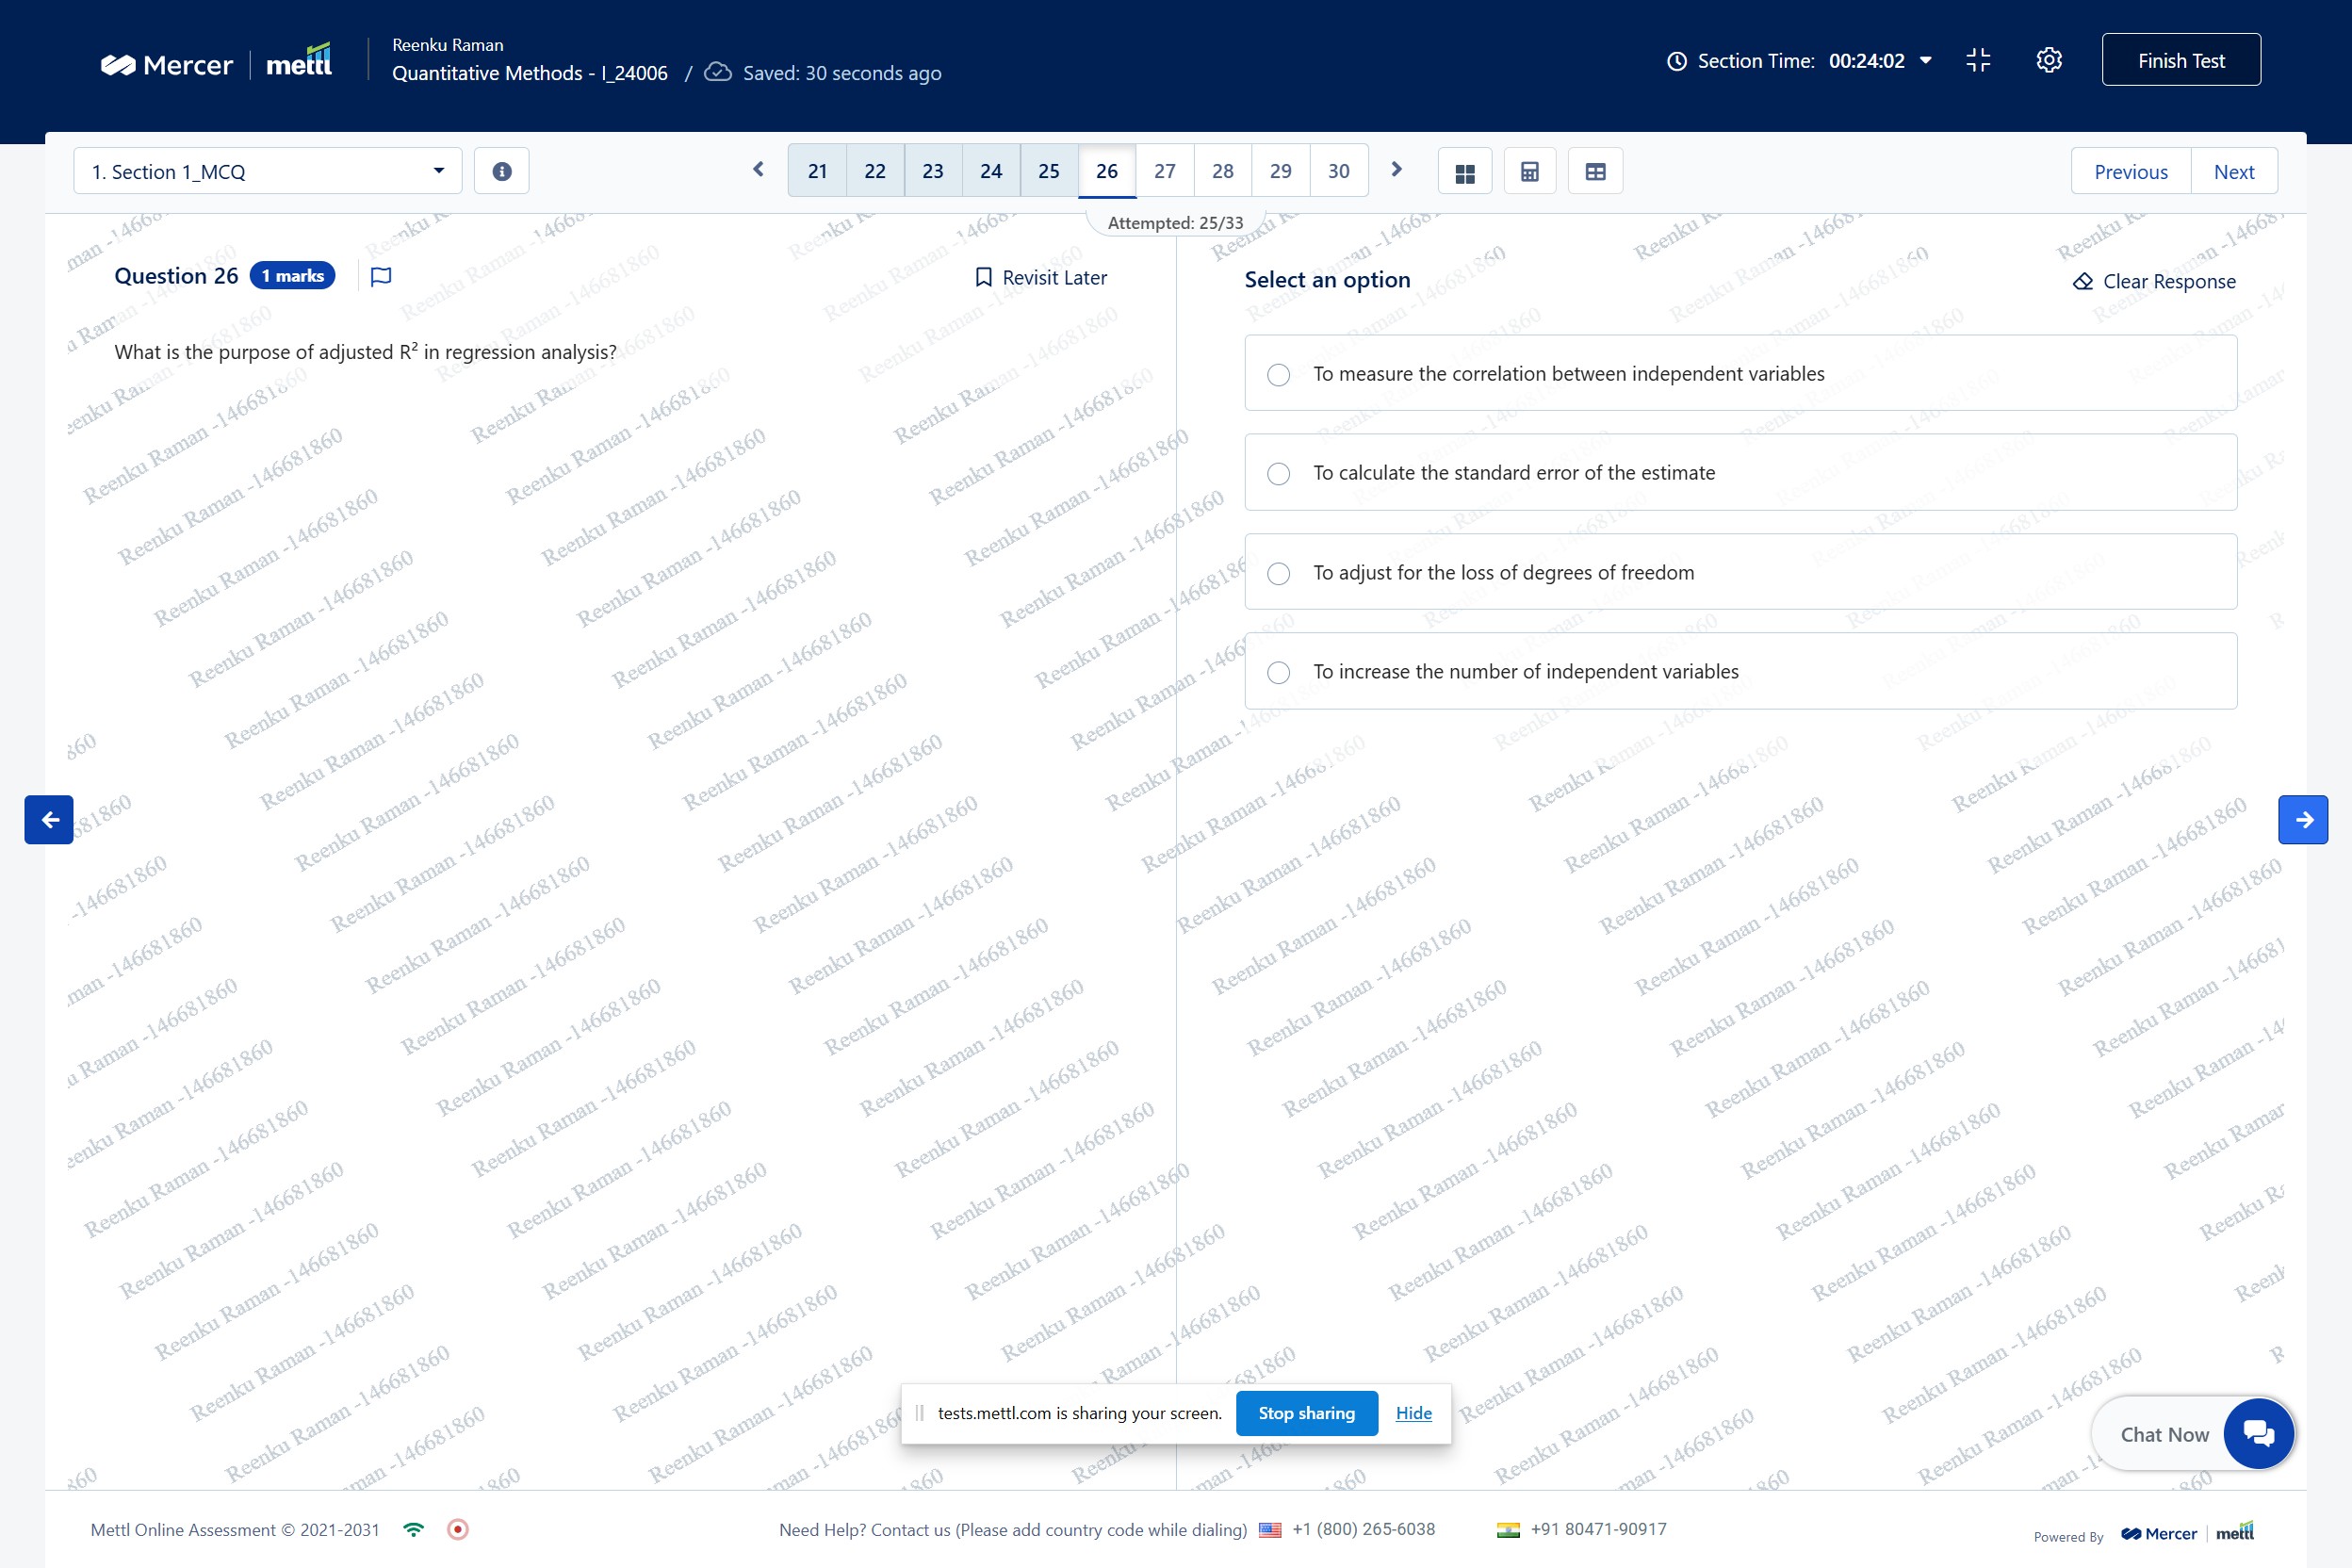 Mercer | mettl
Reenku Raman
Quantitative Methods - I_24006 / Saved: 30 seconds ago
Section Time: 00:24:02
Finish Test
1. Section 1_MCQ
21 22 23 24 25 26 27 28 29 30
Previous Next
Attempted: 25/33
Question 26 1 marks
Revisit Later
What is the purpose of adjusted R² in regression analysis?
Select an option
Clear Response
To measure the correlation between independent variables
To calculate the standard error of the estimate
To adjust for the loss of degrees of freedom
To increase the number of independent variables
Reenku Raman -146681860
tests.mettl.com is sharing your screen. Stop sharing Hide
Chat Now
Mettl Online Assessment © 2021-2031
Need Help? Contact us (Please add country code while dialing) +1 (800) 265-6038 +91 80471-90917
Powered By Mercer | mettl